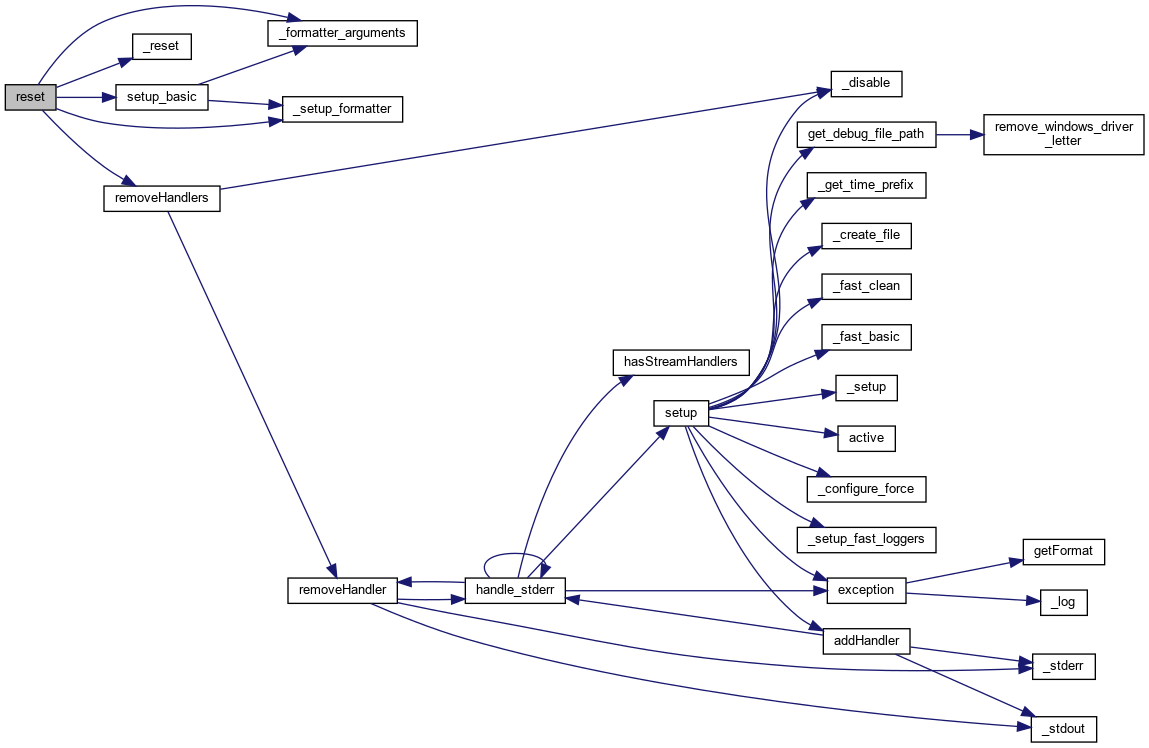 _formatter_arguments
_reset
reset
setup_basic
_setup_formatter
removeHandlers
_disable
get_debug_file_path
remove_windows_driver
_letter
_get_time_prefix
_create_file
_fast_clean
_fast_basic
hasStreamHandlers
_setup
setup
active
_configure_force
_setup_fast_loggers
getFormat
removeHandler
handle_stderr
exception
_log
addHandler
_stderr
_stdout